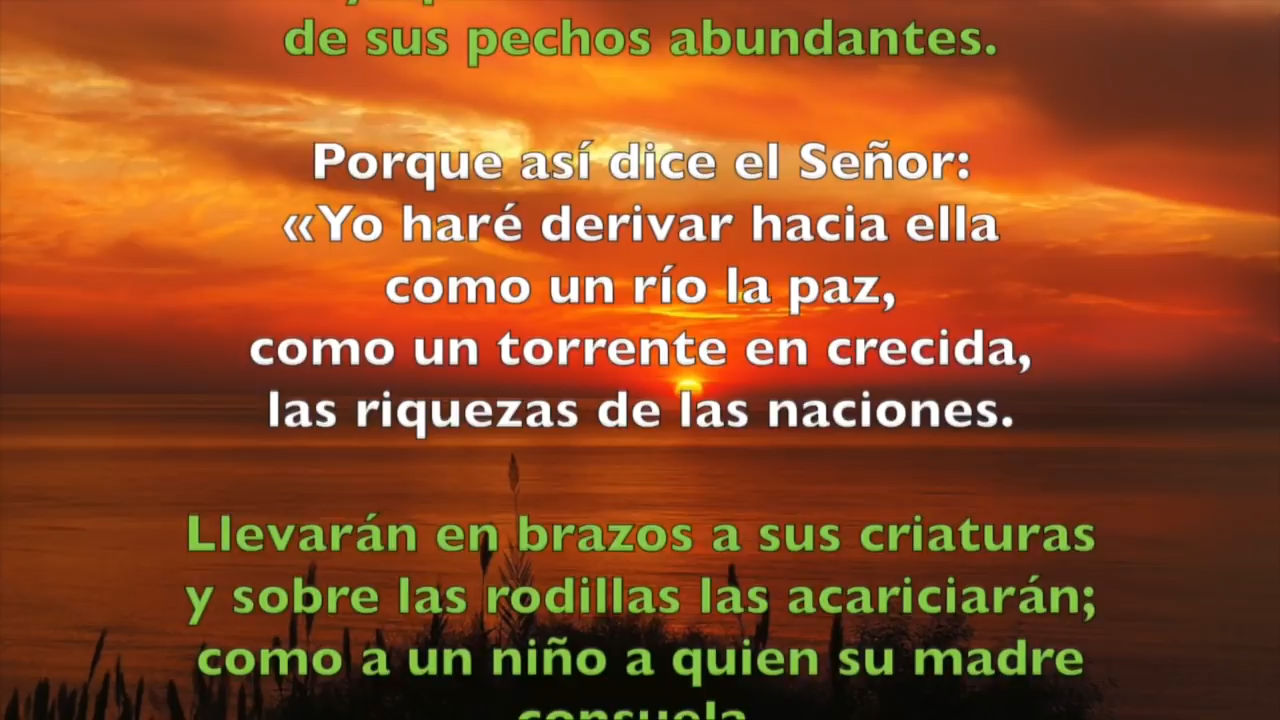 de sus pechos abundantes.
Porque así dice el Señor:
«Yo haré derivar hacia ella
como un río la paz,
como un torrente en crecida,
las riquezas de las naciones.
Llevarán en brazos a sus criaturas
y sobre las rodillas las acariciarán;
como a un niño a quien su madre
consuela